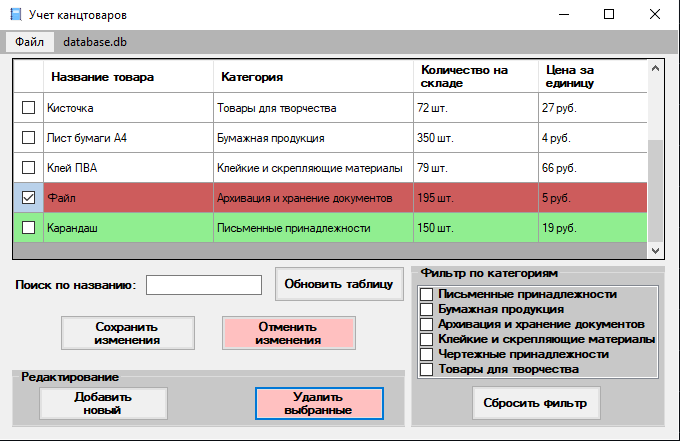 Учет канцтоваров
Файл database.db
Название товара Категория Количество на складе Цена за единицу
Кисточка Товары для творчества 72 шт. 27 руб.
Лист бумаги А4 Бумажная продукция 350 шт. 4 руб.
Клей ПВА Клейкие и скрепляющие материалы 79 шт. 66 руб.
Файл Архивация и хранение документов 195 шт. 5 руб.
Карандаш Письменные принадлежности 150 шт. 19 руб.
Поиск по названию:
Обновить таблицу
Сохранить
изменения
Отменить
изменения
Редактирование
Добавить
новый
Удалить
выбранные
Фильтр по категориям
Письменные принадлежности
Бумажная продукция
Архивация и хранение документов
Клейкие и скрепляющие материалы
Чертежные принадлежности
Товары для творчества
Сбросить фильтр